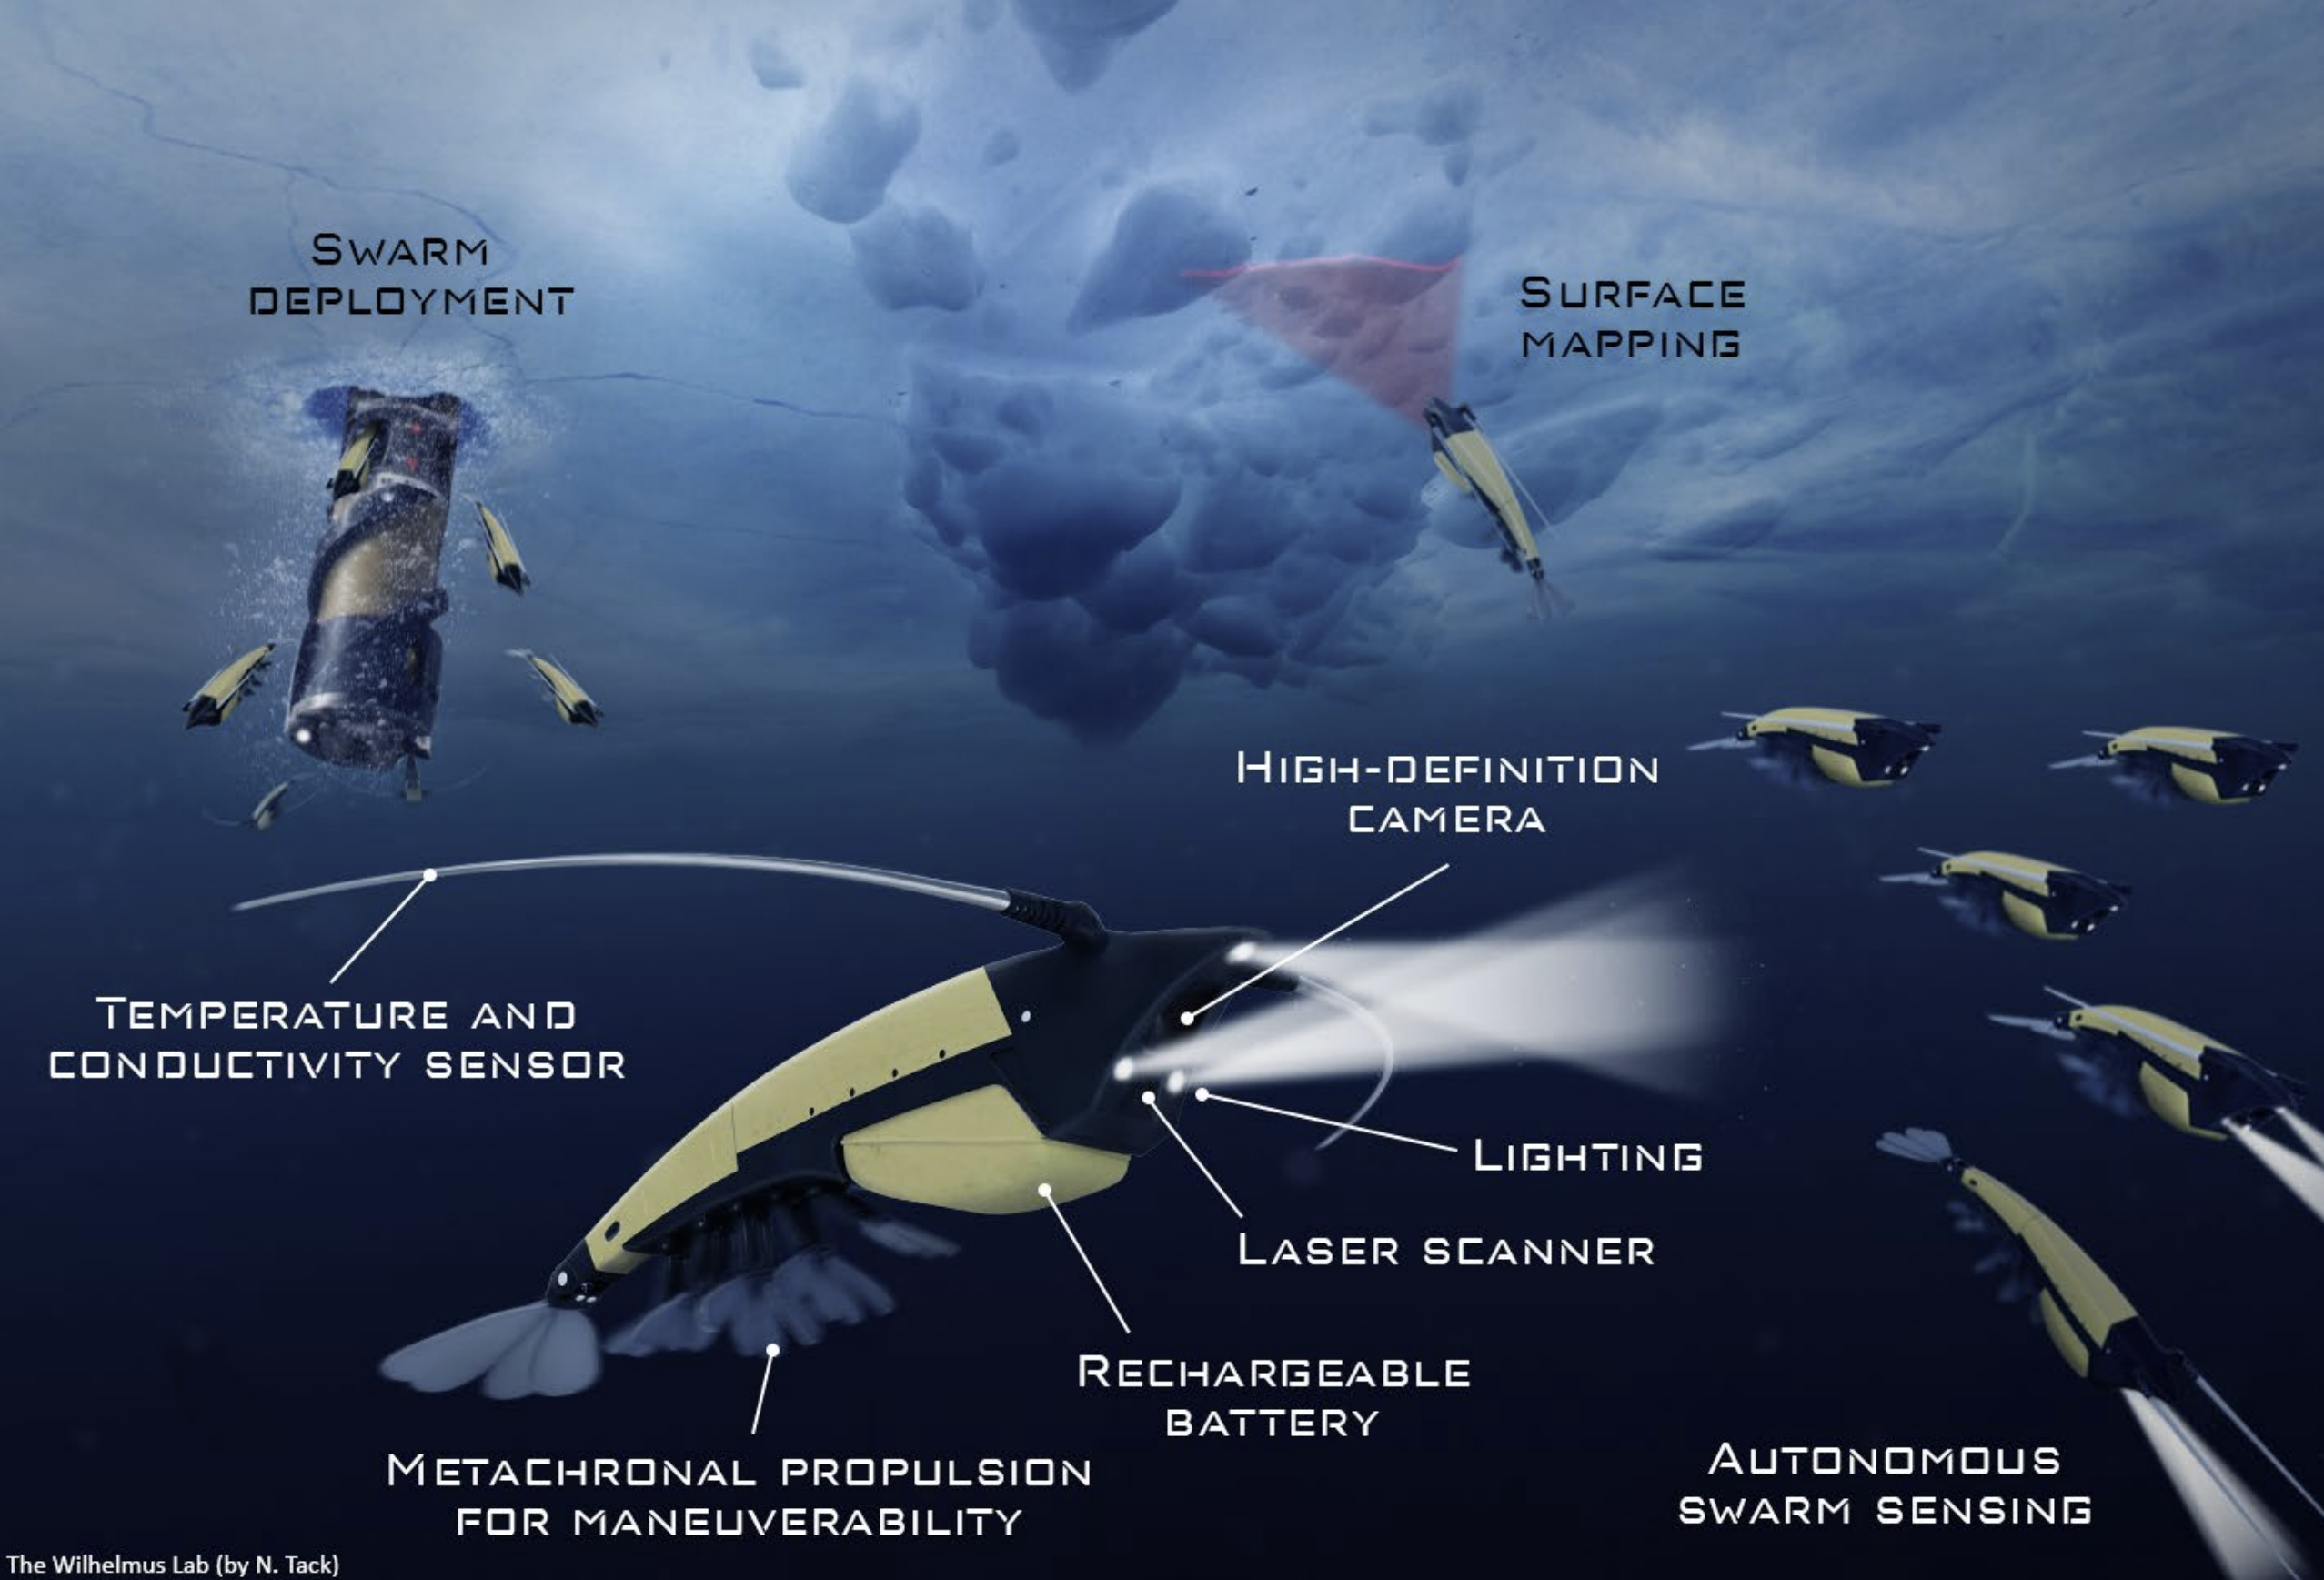 Swarm
deployment
Surface
mapping
High-definition
camera
Temperature and
conductivity sensor
Lighting
Laser scanner
Rechargeable
battery
Metachronal propulsion
for maneuverability
Autonomous
swarm sensing
The Wilhelmus Lab (by N. Tack)